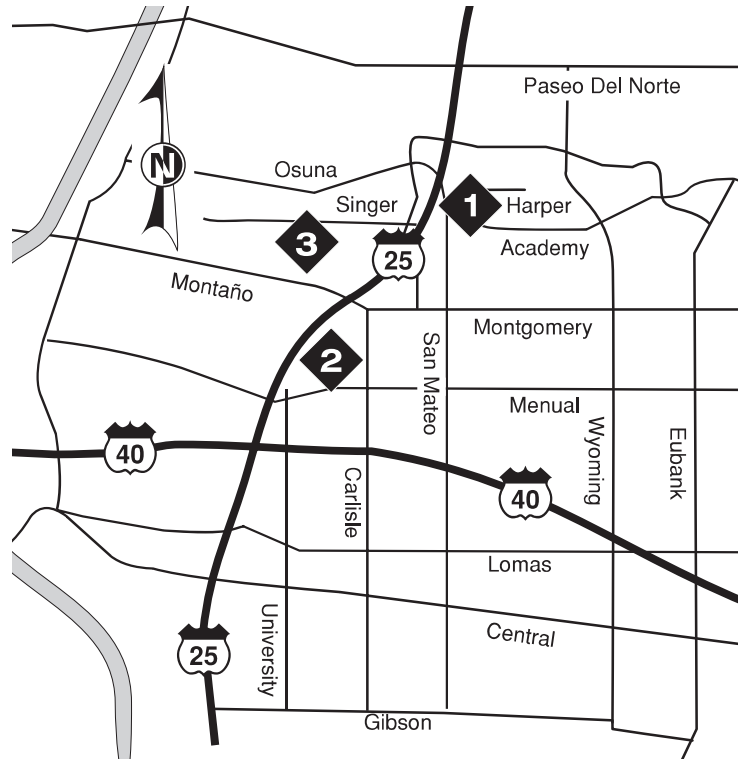 Paseo Del Norte
N
Osuna
Singer
1
Harper
3
Academy
25
Montaño
Montgomery
2
San Mateo
Menual
Wyoming
Eubank
40
Carlisle
40
Lomas
University
Central
25
Gibson